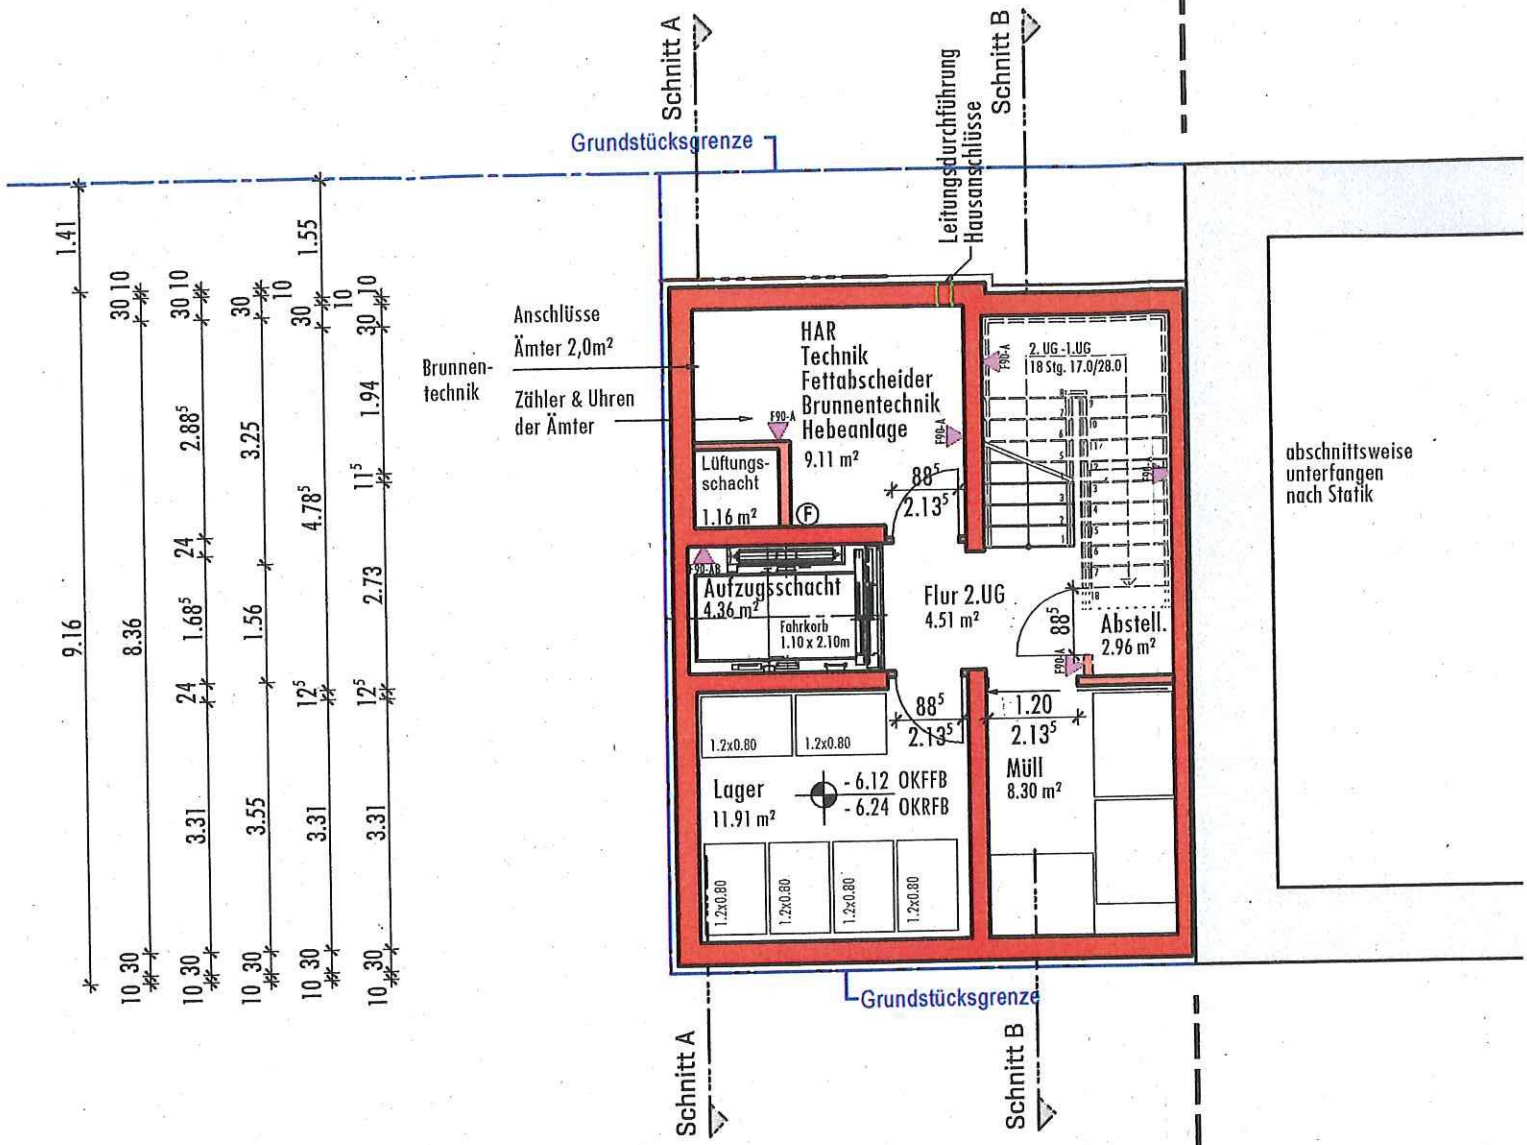 Schnitt A
Schnitt B
Grundstücksgrenze
Leitungsdurchführung
Hausanschlüsse
1.41
9.16
30 10
8.36
10 30
30 10
2.88⁵
24
1.68⁵
24
3.31
10 30
30
10
3.25
1.56
3.55
10 30
1.55
30
10
4.78⁵
12⁵
3.31
10 30
30 10
1.94
11⁵
2.73
12⁵
3.31
10 30
Anschlüsse
Ämter 2,0m²
Brunnen-
technik
Zähler & Uhren
der Ämter
HAR
Technik
Fettabscheider
Brunnentechnik
Hebeanlage
9.11 m²
F90-A
F90-A
F90-A
2. UG -1.UG
18 Stg. 17.0/28.0
Lüftungs-
schacht
1.16 m²
F
88⁵
2.13⁵
F90-AB
Aufzugsschacht
4.36 m²
Fahrkorb
1.10 x 2.10m
Flur 2.UG
4.51 m²
88⁵
Abstell.
2.96 m²
F90-A
88⁵
2.13⁵
1.20
2.13⁵
1.2x0.80
1.2x0.80
Lager
11.91 m²
- 6.12 OKFFB
- 6.24 OKRFB
Müll
8.30 m²
1.2x0.80
1.2x0.80
1.2x0.80
1.2x0.80
abschnittsweise
unterfangen
nach Statik
Grundstücksgrenze
Schnitt A
Schnitt B